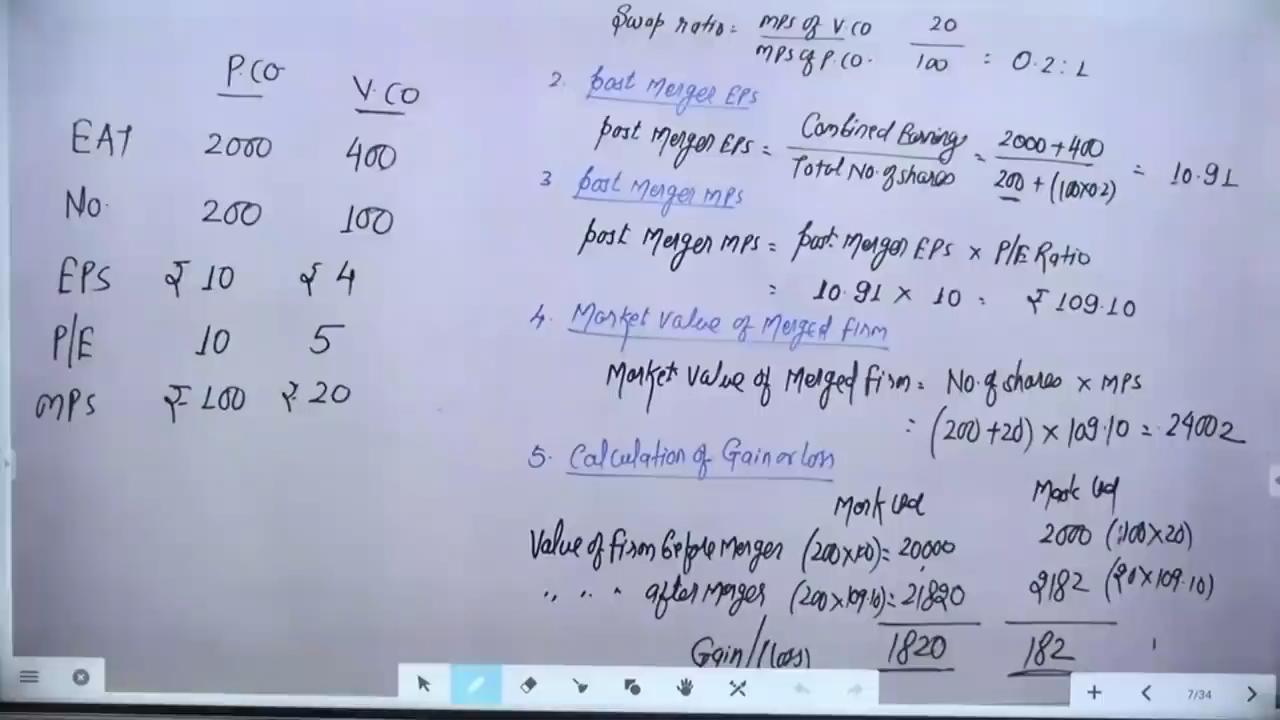 P.CO V.CO
EAT 2000 400
No. 200 100
EPS ₹ 10 ₹ 4
P/E 10 5
MPS ₹ 100 ₹ 20
Swap ratio = MPS of V.CO / MPS of P.CO. 20 / 100 = 0.2 : 1
2. Post Merger EPS
Post Merger EPS = Combined Earnings / Total No. of shares = 2000+400 / 200 + (100×0.2) = 10.91
3 Post Merger MPS
Post Merger MPS = Post Merger EPS × P/E Ratio
= 10.91 × 10 = ₹ 109.10
4. Market Value of Merged firm
Market Value of Merged firm = No. of shares × MPS
= (200+20) × 109.10 = 24002
5. Calculation of Gain or Loss
Value of firm before Merger (200×100) = 20000 2000 (100×20)
,, ,, ,, after merger (200×109.10) = 21820 2182 (20×109.10)
Gain/(Loss) 1820 182
7/34